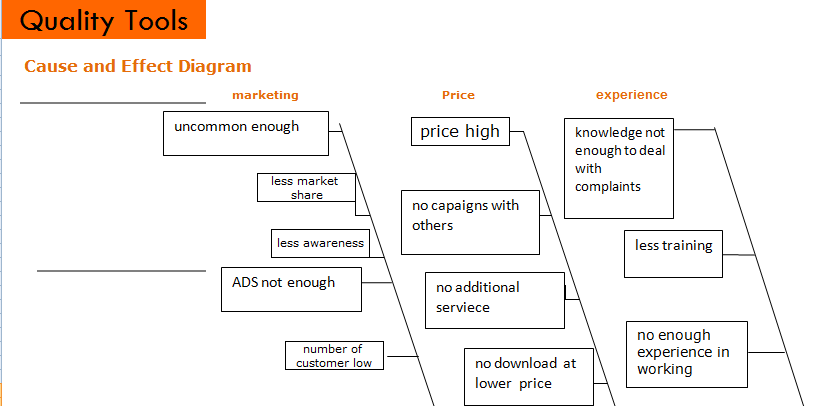 Quality Tools
Cause and Effect Diagram
marketing
Price
experience
uncommon enough
less market
share
less awareness
ADS not enough
number of
customer low
price high
no capaigns with
others
no additional
serviece
no download at
lower price
knowledge not
enough to deal
with
complaints
less training
no enough
experience in
working